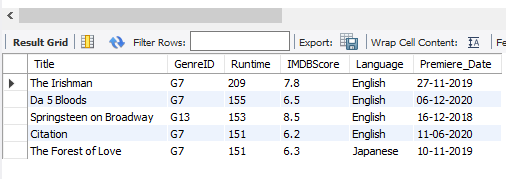 Result Grid Filter Rows: Export: Wrap Cell Content: IA Fe
Title GenreID Runtime IMDBScore Language Premiere_Date
The Irishman G7 209 7.8 English 27-11-2019
Da 5 Bloods G7 155 6.5 English 06-12-2020
Springsteen on Broadway G13 153 8.5 English 16-12-2018
Citation G7 151 6.2 English 11-06-2020
The Forest of Love G7 151 6.3 Japanese 10-11-2019